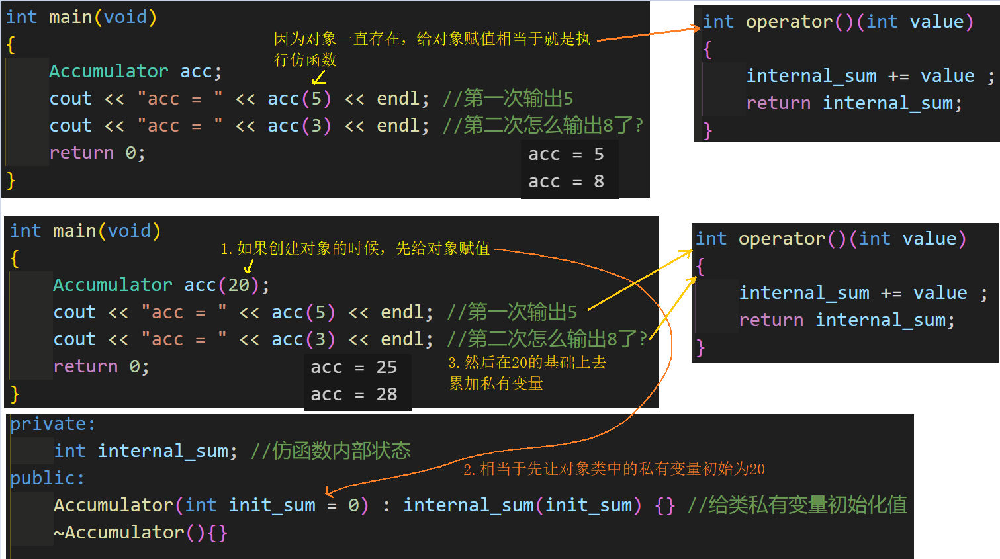 int main(void)
{
因为对象一直存在，给对象赋值相当于就是执
行仿函数
Accumulator acc;
cout << "acc = " << acc(5) << endl; //第一次输出5
cout << "acc = " << acc(3) << endl; //第二次怎么输出8了?
return 0;
}
acc = 5
acc = 8
int operator()(int value)
{
internal_sum += value ;
return internal_sum;
}
int main(void)
{
1.如果创建对象的时候，先给对象赋值
Accumulator acc(20);
cout << "acc = " << acc(5) << endl; //第一次输出5
cout << "acc = " << acc(3) << endl; //第二次怎么输出8了?
return 0;
}
acc = 25
acc = 28
3.然后在20的基础上去
累加私有变量
int operator()(int value)
{
internal_sum += value ;
return internal_sum;
}
private:
int internal_sum; //仿函数内部状态
public:
2.相当于先让对象类中的私有变量初始为20
Accumulator(int init_sum = 0) : internal_sum(init_sum) {} //给类私有变量初始化值
~Accumulator(){}